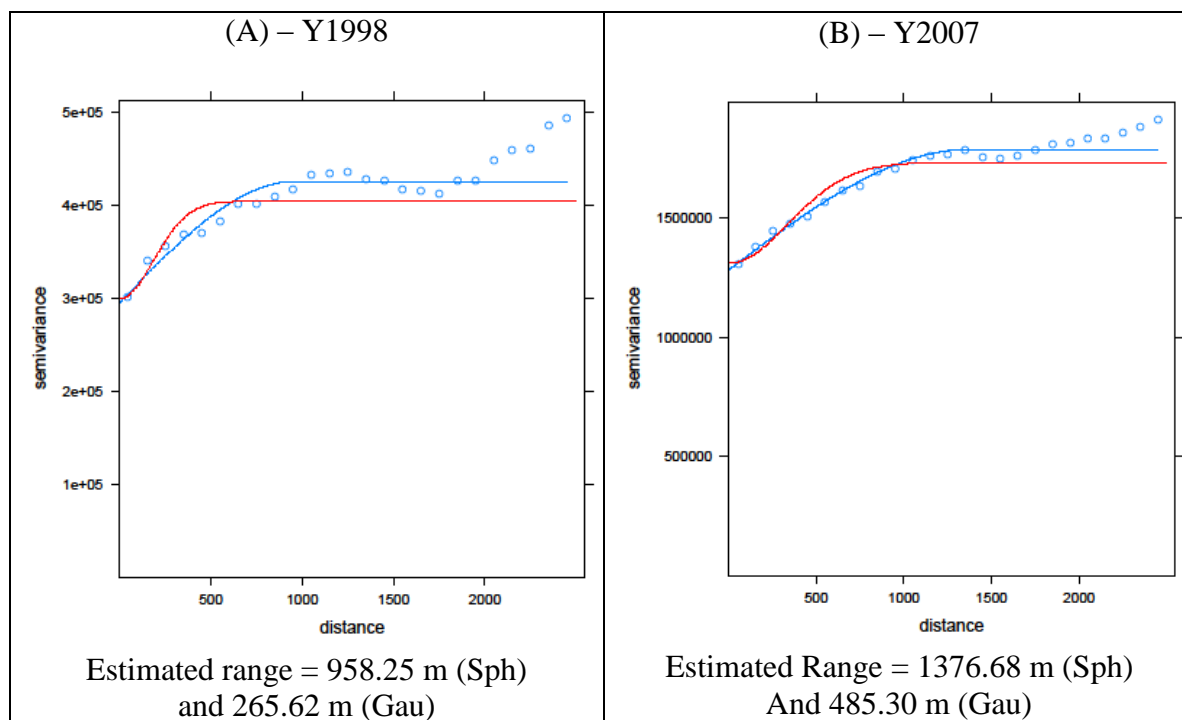 (A) – Y1998
5e+05
4e+05
3e+05
2e+05
1e+05
semivariance
500 1000 1500 2000
distance
Estimated range = 958.25 m (Sph)
and 265.62 m (Gau)
(B) – Y2007
1500000
1000000
500000
semivariance
500 1000 1500 2000
distance
Estimated Range = 1376.68 m (Sph)
And 485.30 m (Gau)